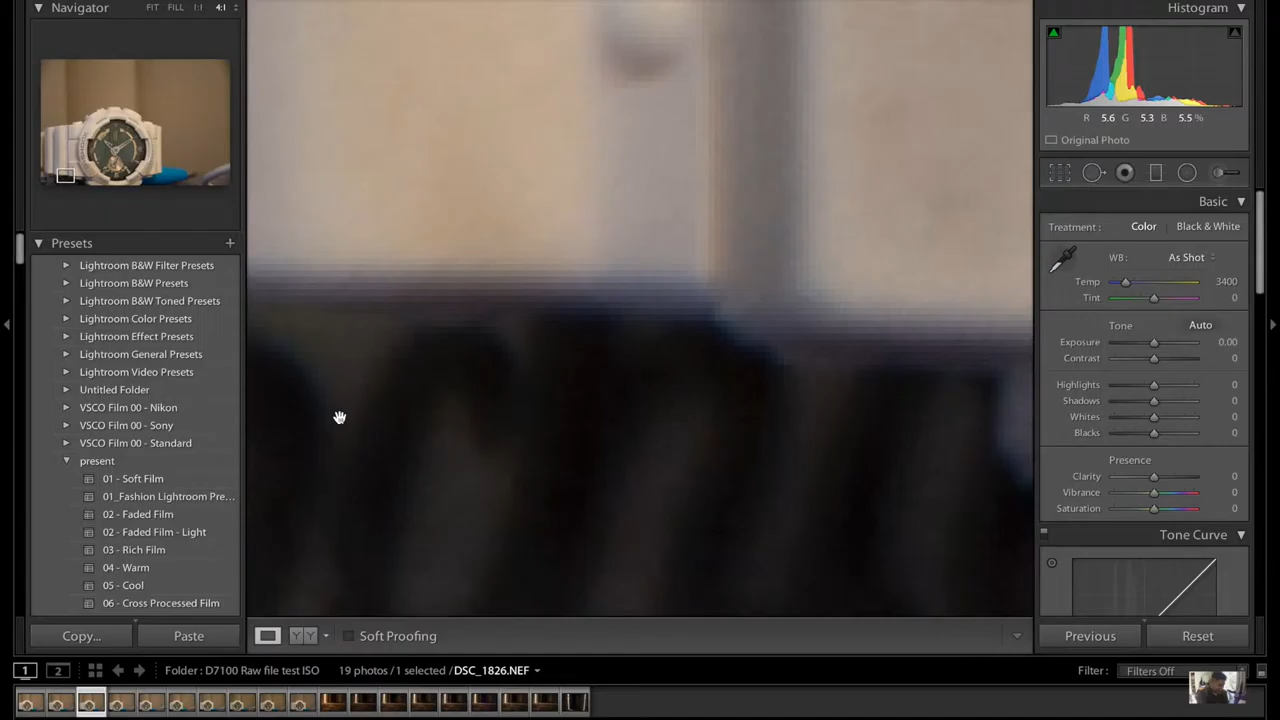 Navigator
FIT FILL 1:1 4:1
Presets
Lightroom B&W Filter Presets
Lightroom B&W Presets
Lightroom B&W Toned Presets
Lightroom Color Presets
Lightroom Effect Presets
Lightroom General Presets
Lightroom Video Presets
Untitled Folder
VSCO Film 00 - Nikon
VSCO Film 00 - Sony
VSCO Film 00 - Standard
present
01 - Soft Film
01_Fashion Lightroom Pre...
02 - Faded Film
02 - Faded Film - Light
03 - Rich Film
04 - Warm
05 - Cool
06 - Cross Processed Film
Copy... Paste
Soft Proofing
Histogram
R 5.6 G 5.3 B 5.5 %
Original Photo
Basic
Treatment: Color Black & White
WB: As Shot
Temp 3400
Tint 0
Tone Auto
Exposure 0.00
Contrast 0
Highlights 0
Shadows 0
Whites 0
Blacks 0
Presence
Clarity 0
Vibrance 0
Saturation 0
Tone Curve
Previous Reset
1 2 Folder : D7100 Raw file test ISO 19 photos / 1 selected / DSC_1826.NEF Filter : Filters Off